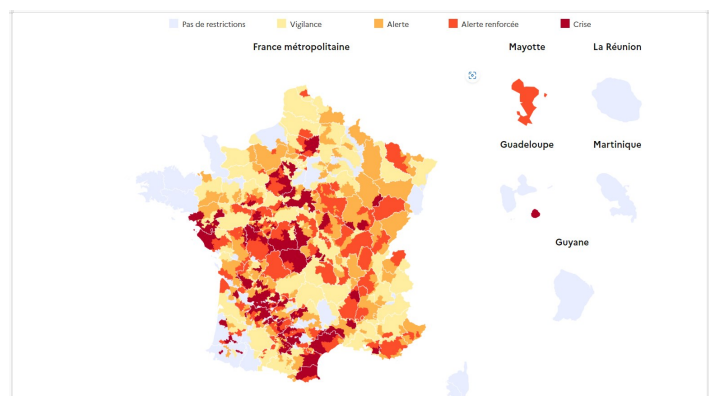 Pas de restrictions Vigilance Alerte Alerte renforcée Crise
France métropolitaine
Mayotte
La Réunion
Guadeloupe
Martinique
Guyane